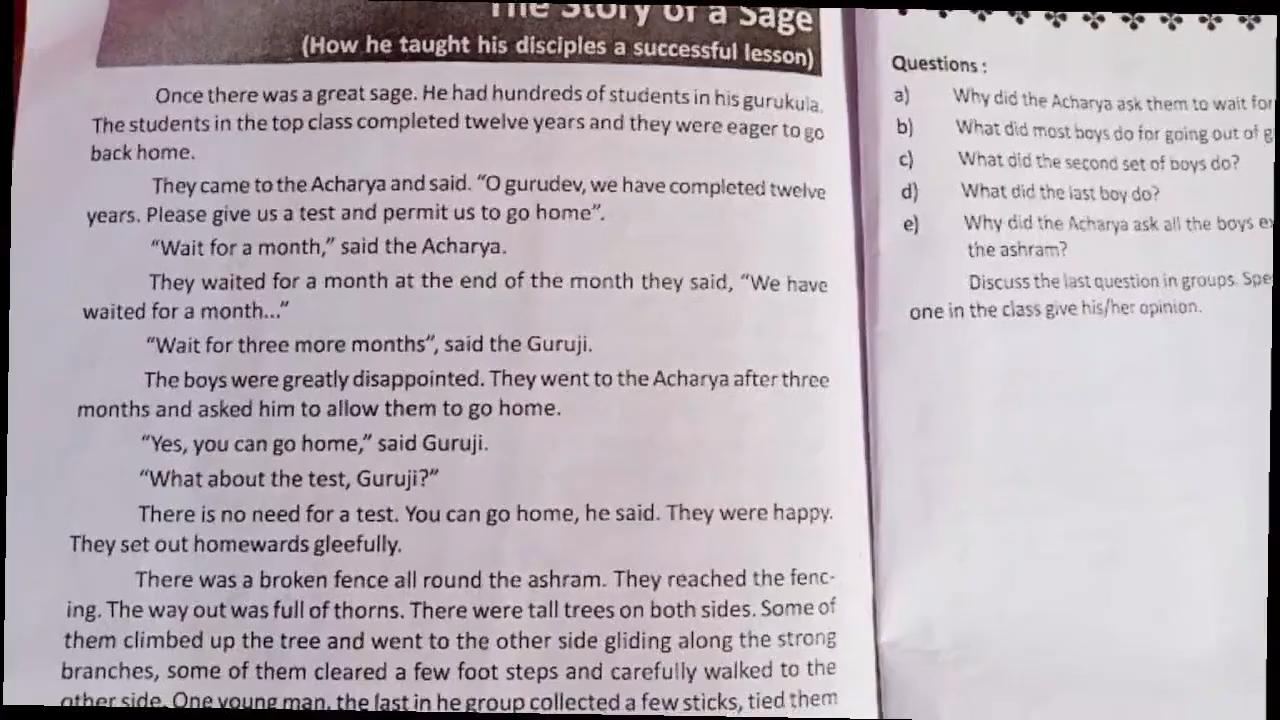 The Story of a Sage
(How he taught his disciples a successful lesson)
Once there was a great sage. He had hundreds of students in his gurukula.
The students in the top class completed twelve years and they were eager to go
back home.
They came to the Acharya and said. “O gurudev, we have completed twelve
years. Please give us a test and permit us to go home”.
“Wait for a month,” said the Acharya.
They waited for a month at the end of the month they said, “We have
waited for a month...”
“Wait for three more months”, said the Guruji.
The boys were greatly disappointed. They went to the Acharya after three
months and asked him to allow them to go home.
“Yes, you can go home,” said Guruji.
“What about the test, Guruji?”
There is no need for a test. You can go home, he said. They were happy.
They set out homewards gleefully.
There was a broken fence all round the ashram. They reached the fenc-
ing. The way out was full of thorns. There were tall trees on both sides. Some of
them climbed up the tree and went to the other side gliding along the strong
branches, some of them cleared a few foot steps and carefully walked to the
other side. One young man, the last in he group collected a few sticks, tied them
Questions :
a) Why did the Acharya ask them to wait for
b) What did most boys do for going out of
c) What did the second set of boys do?
d) What did the last boy do?
e) Why did the Acharya ask all the boys
the ashram?
Discuss the last question in groups.
one in the class give his/her opinion.